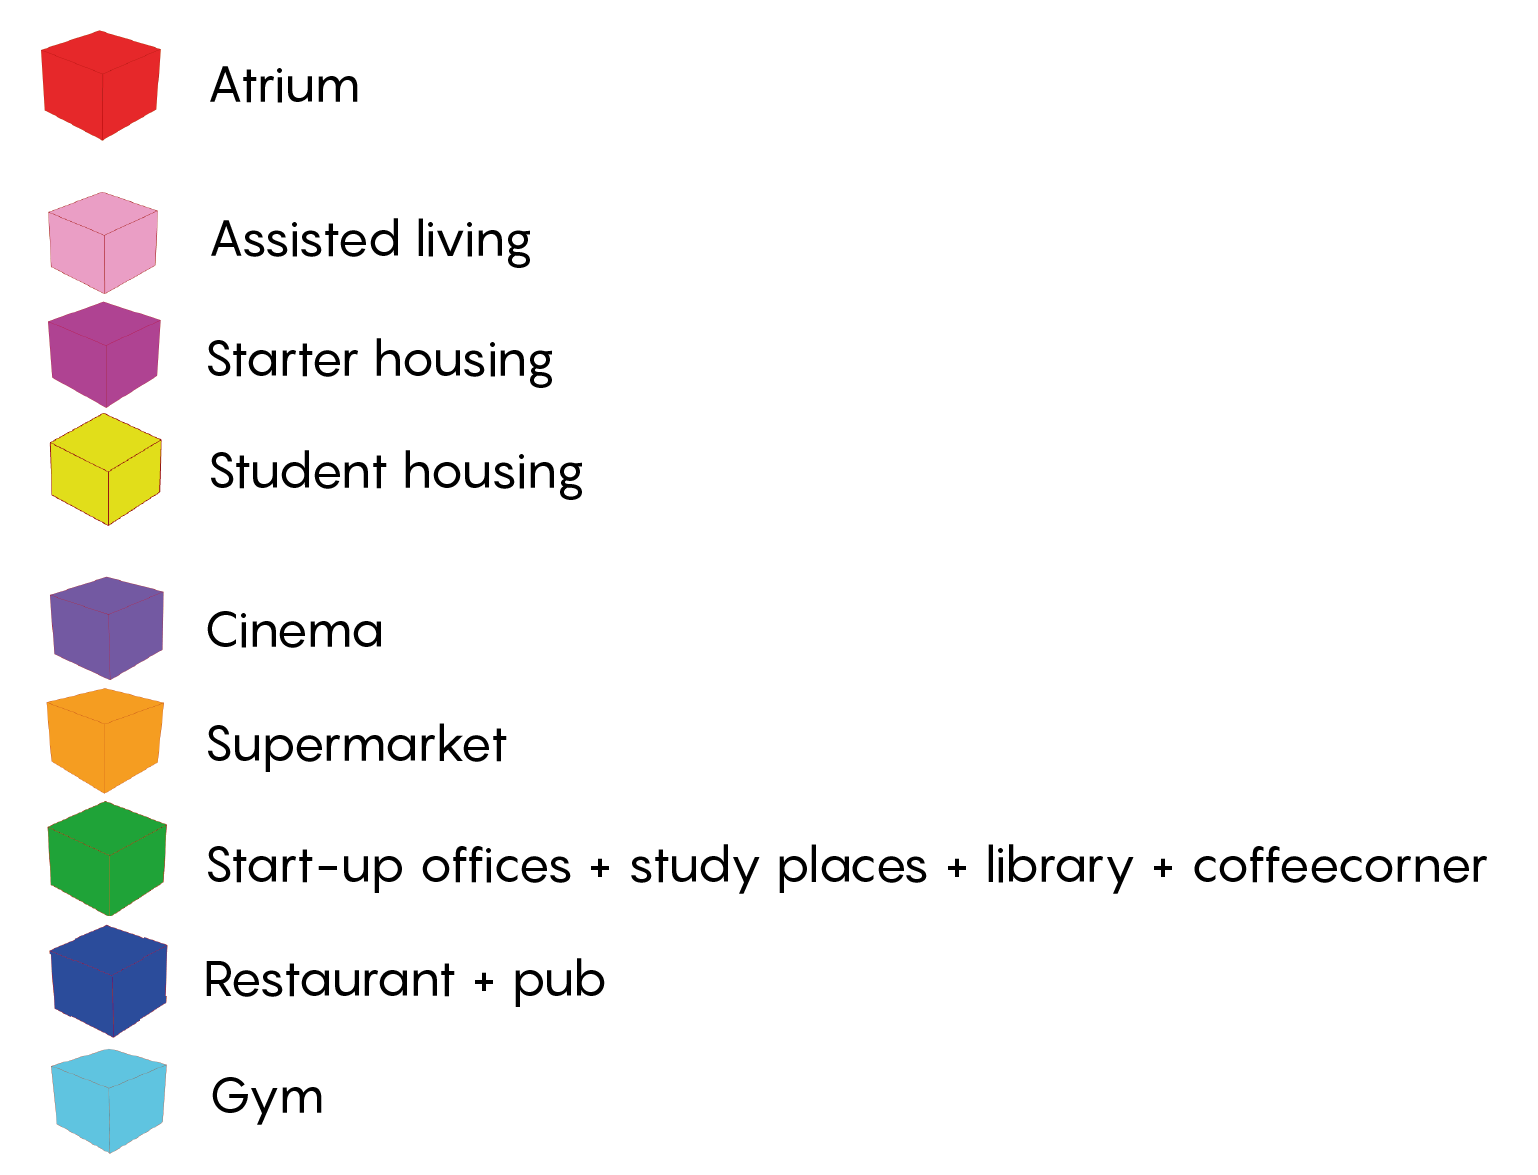 Atrium
Assisted living
Starter housing
Student housing
Cinema
Supermarket
Start-up offices + study places + library + coffeecorner
Restaurant + pub
Gym